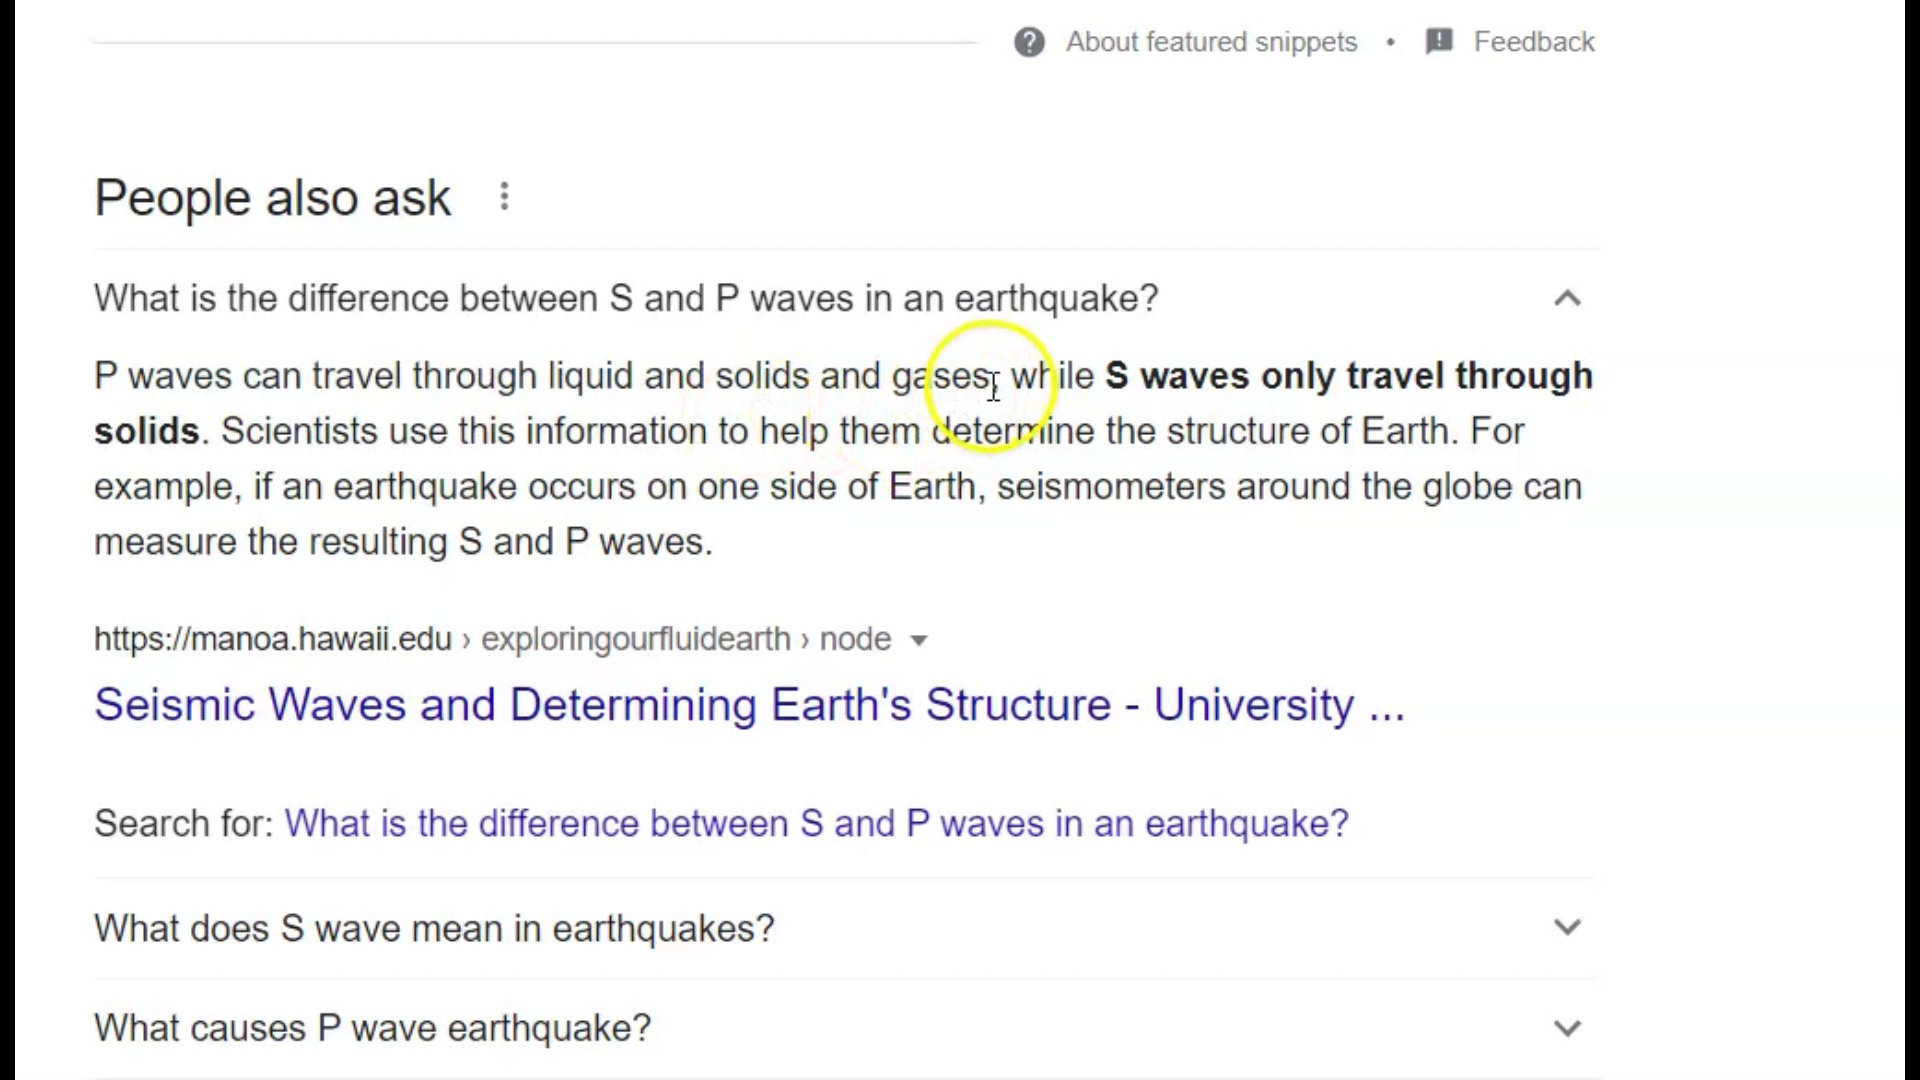 About featured snippets • Feedback
People also ask
What is the difference between S and P waves in an earthquake?
P waves can travel through liquid and solids and gases, while S waves only travel through
solids. Scientists use this information to help them determine the structure of Earth. For
example, if an earthquake occurs on one side of Earth, seismometers around the globe can
measure the resulting S and P waves.
https://manoa.hawaii.edu › exploringourfluidearth › node
Seismic Waves and Determining Earth's Structure - University ...
Search for: What is the difference between S and P waves in an earthquake?
What does S wave mean in earthquakes?
What causes P wave earthquake?